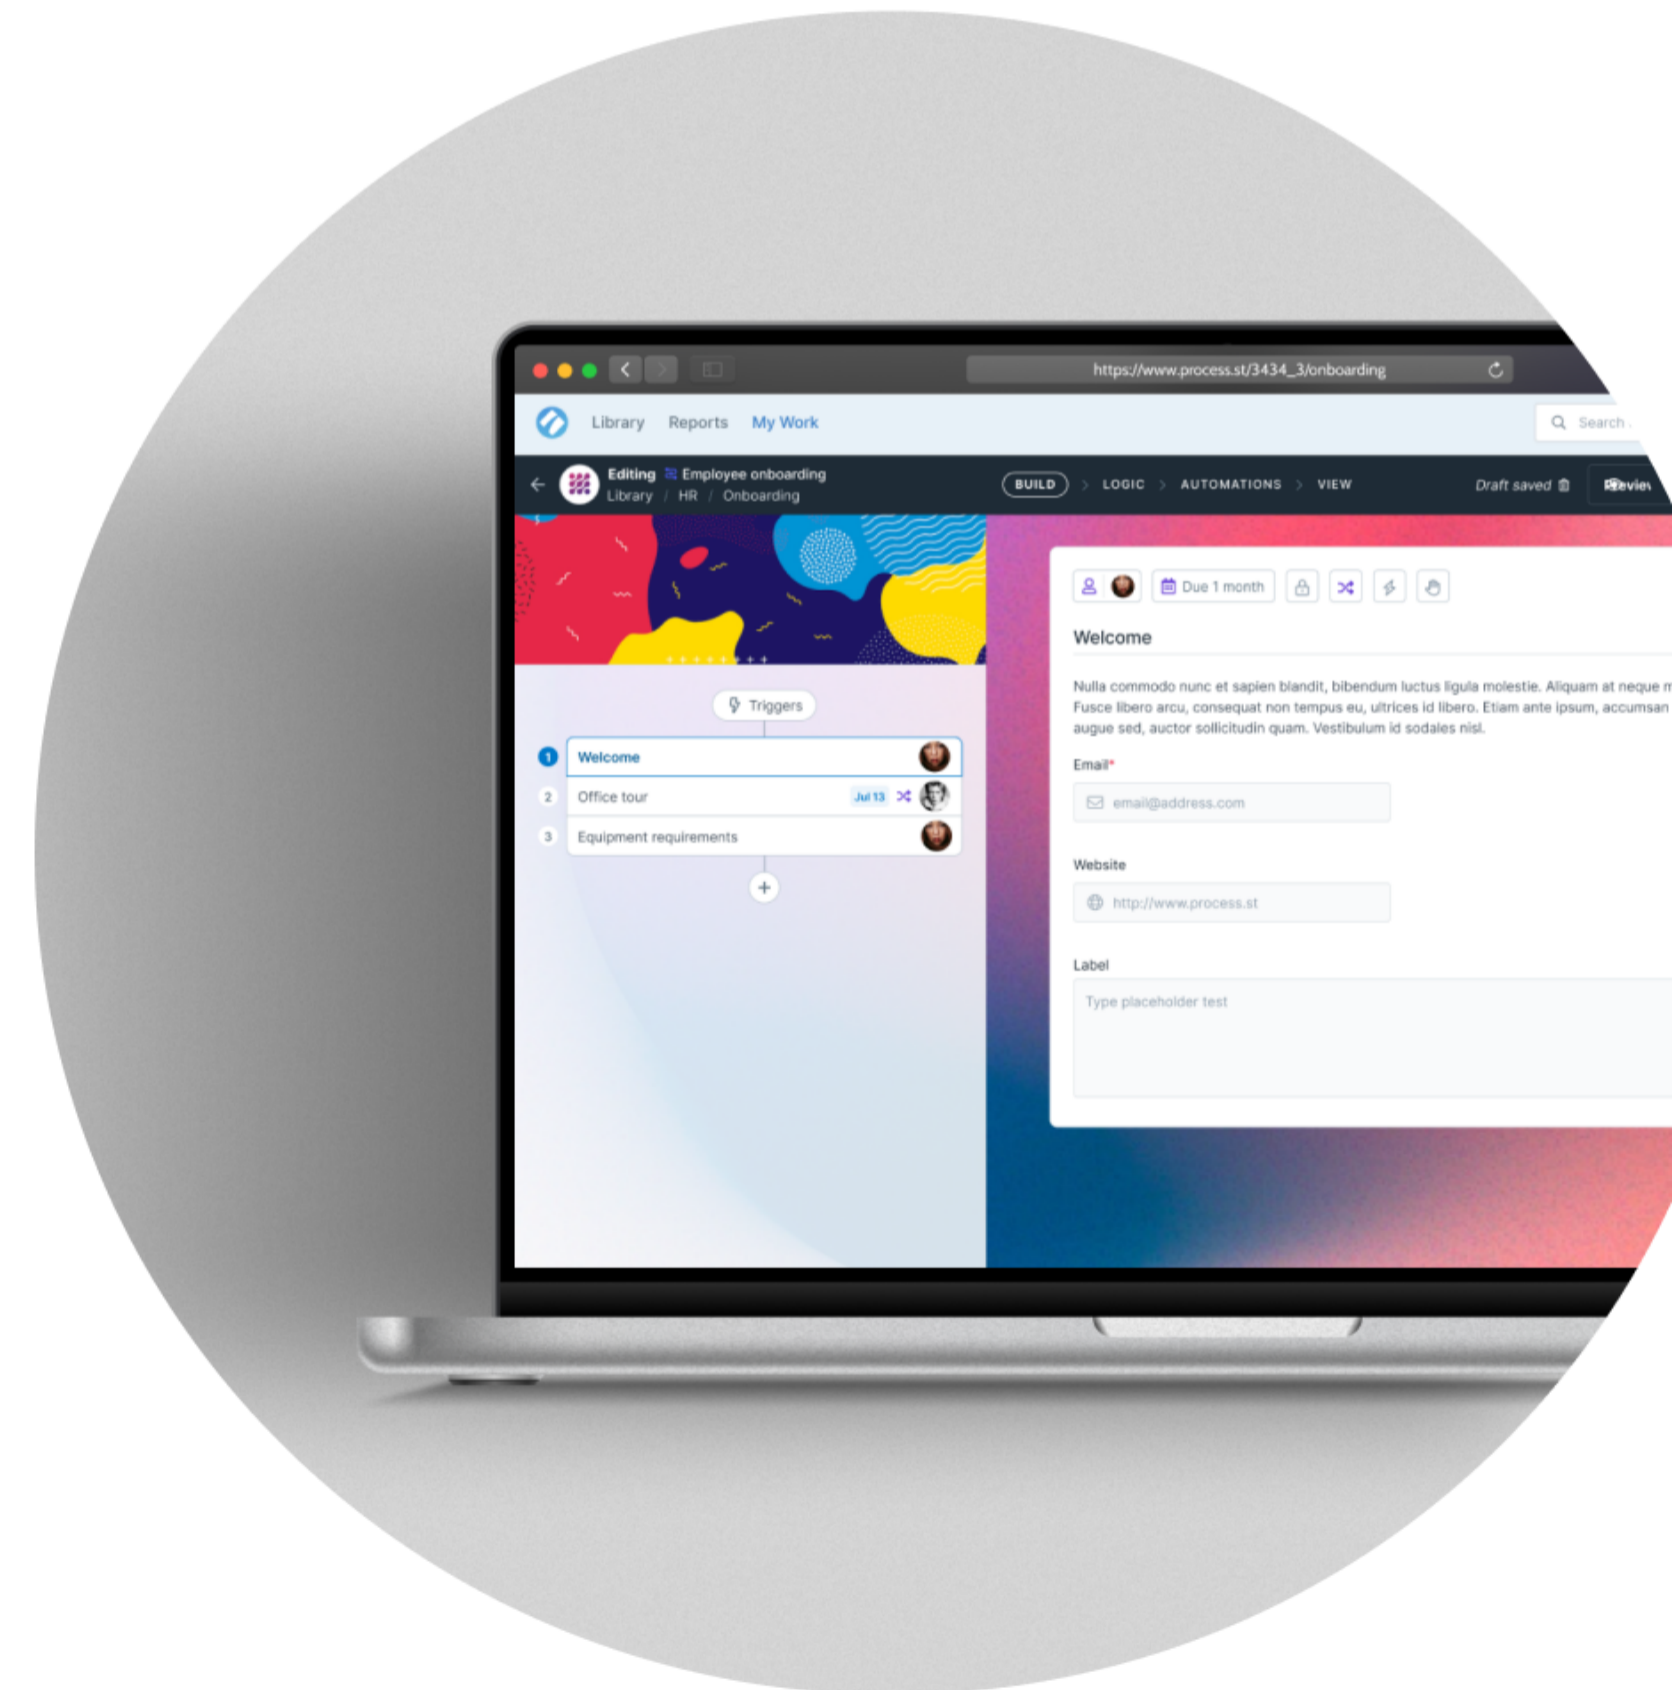 https://www.process.st/3434_3/onboarding
Library Reports My Work
Search
Editing Employee onboarding
Library / HR / Onboarding
BUILD > LOGIC > AUTOMATIONS > VIEW
Draft saved
Due 1 month
Welcome
Nulla commodo nunc et sapien blandit, bibendum luctus ligula molestie. Aliquam at neque m
Fusce libero arcu, consequat non tempus eu, ultrices id libero. Etiam ante ipsum, accumsan
augue sed, auctor sollicitudin quam. Vestibulum id sodales nisl.
Email*
email@address.com
Website
http://www.process.st
Label
Type placeholder test
Triggers
1 Welcome
2 Office tour Jul 13
3 Equipment requirements